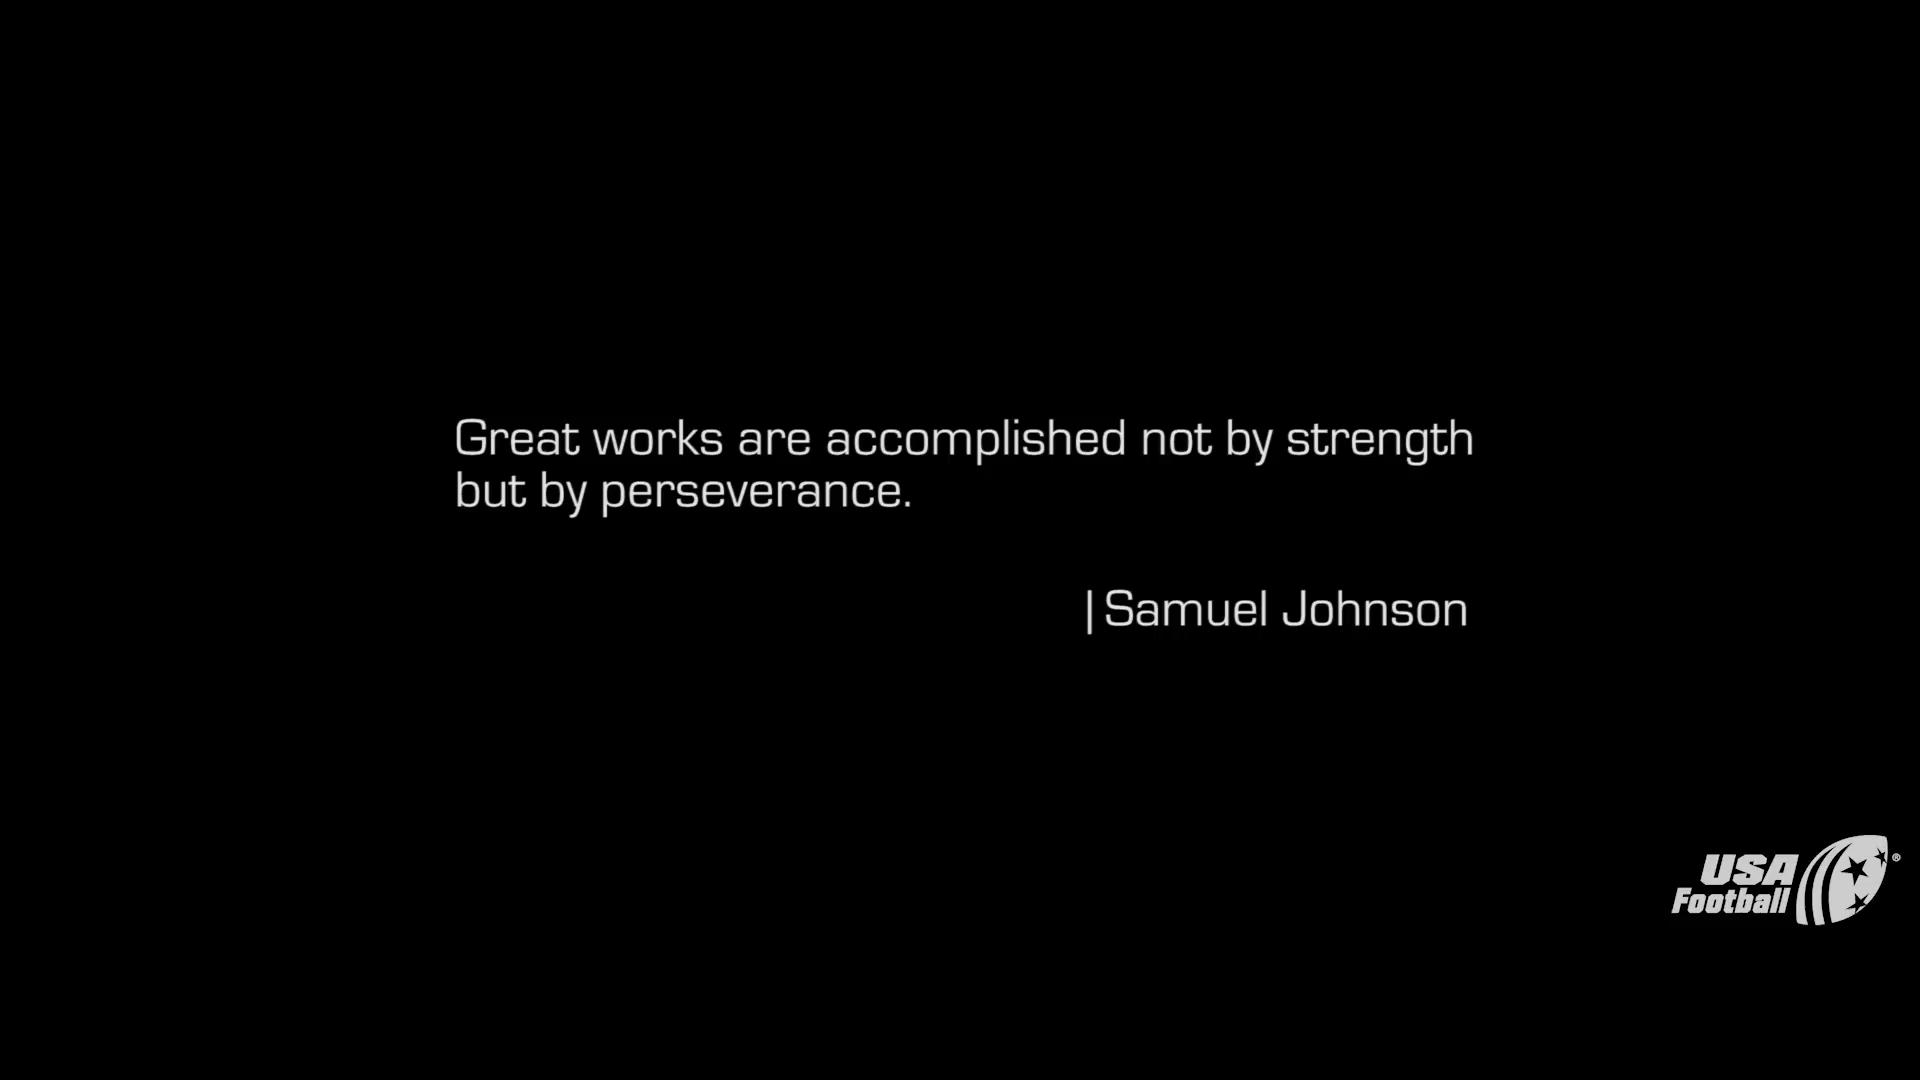 Great works are accomplished not by strength
but by perseverance.
|Samuel Johnson
USA
Football®